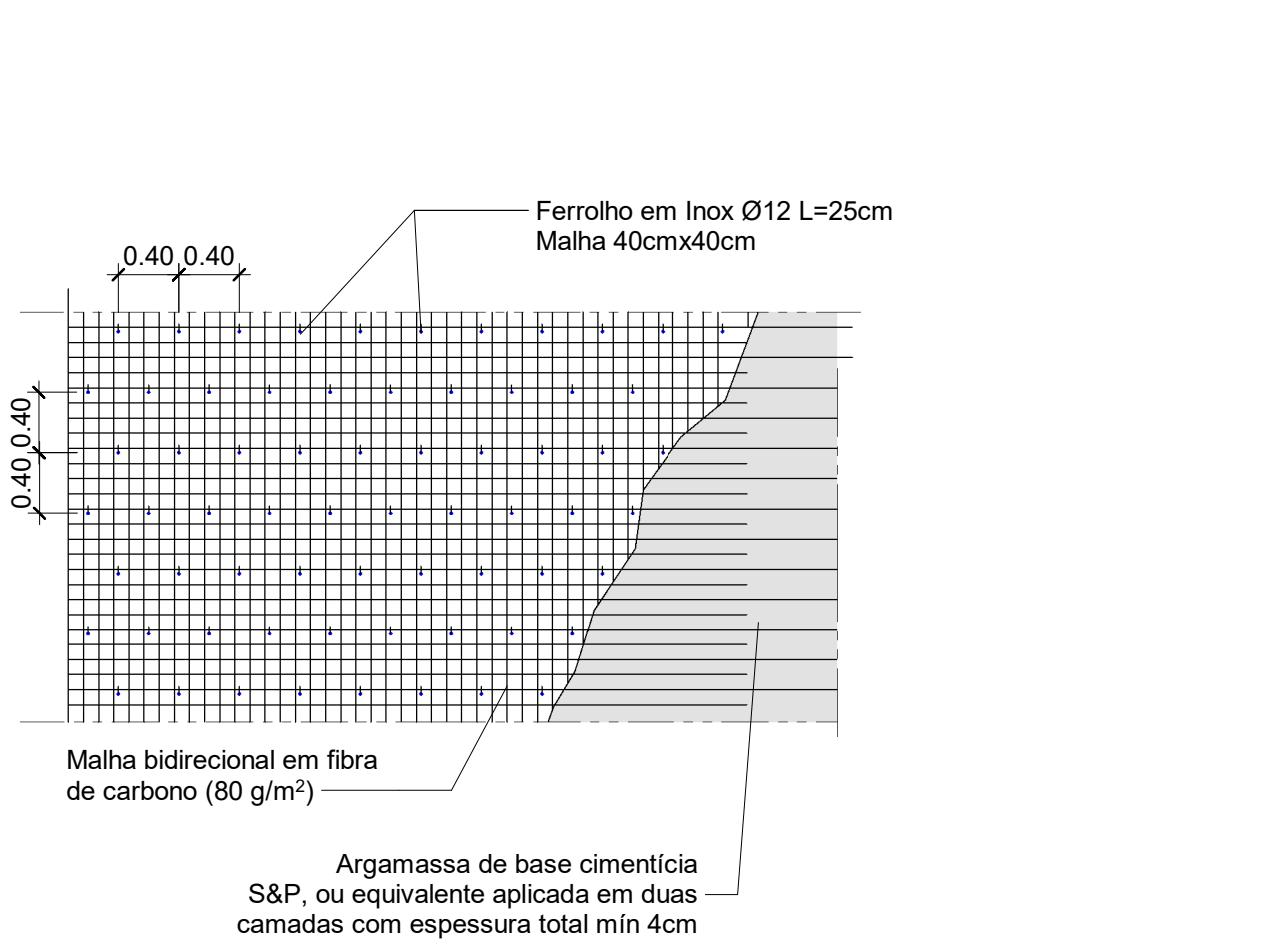 Ferrolho em Inox Ø12 L=25cm
Malha 40cmx40cm
0.40 0.40
0.40
0.40
Malha bidirecional em fibra
de carbono (80 g/m²)
Argamassa de base cimentícia
S&P, ou equivalente aplicada em duas
camadas com espessura total mín 4cm